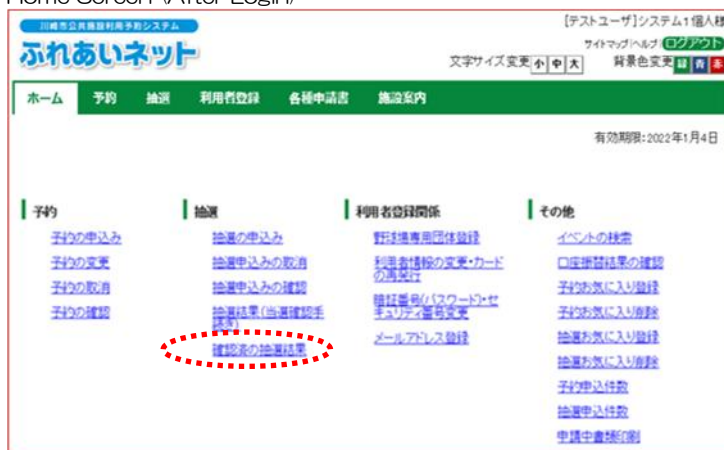 Home Screen (After Login)
川崎市公共施設利用予約システム
ふれあいネット
[テストユーザ]システム1個人様
サイトマップ|ヘルプ|ログアウト
文字サイズ変更 小 中 大 背景色変更 緑 青 赤
ホーム 予約 抽選 利用者登録 各種申請書 施設案内
有効期限:2022年1月4日
予約
予約の申込み
予約の変更
予約の取消
予約の確認
抽選
抽選の申込み
抽選申込みの取消
抽選申込みの確認
抽選結果(当選確認手
続き)
確認済の抽選結果
利用者登録関係
野球場専用団体登録
利用者情報の変更・カード
の再発行
暗証番号(パスワード)・セ
キュリティ番号変更
メールアドレス登録
その他
イベントの検索
口座振替結果の確認
予約お気に入り登録
予約お気に入り削除
抽選お気に入り登録
抽選お気に入り削除
予約申込件数
抽選申込件数
申請中書類印刷